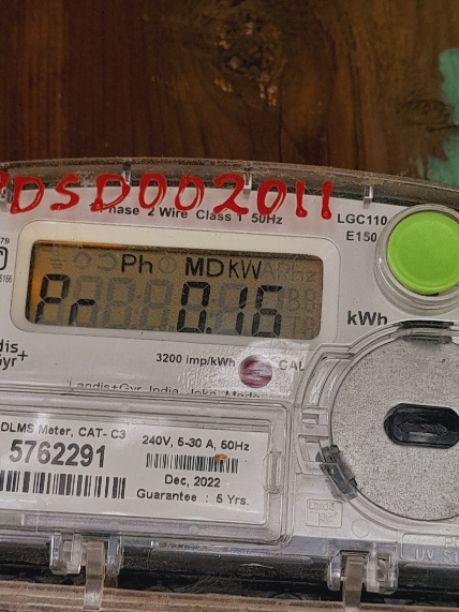 PDSD002011
Phase 2 Wire Class 1 50Hz
LGC110
E150
Ph MD kW
Pr 0.16
kWh
3200 imp/kWh
CAL
Landis+Gyr India
DLMS Meter, CAT- C3
5762291
240V, 5-30 A, 50Hz
Dec, 2022
Guarantee : 5 Yrs.